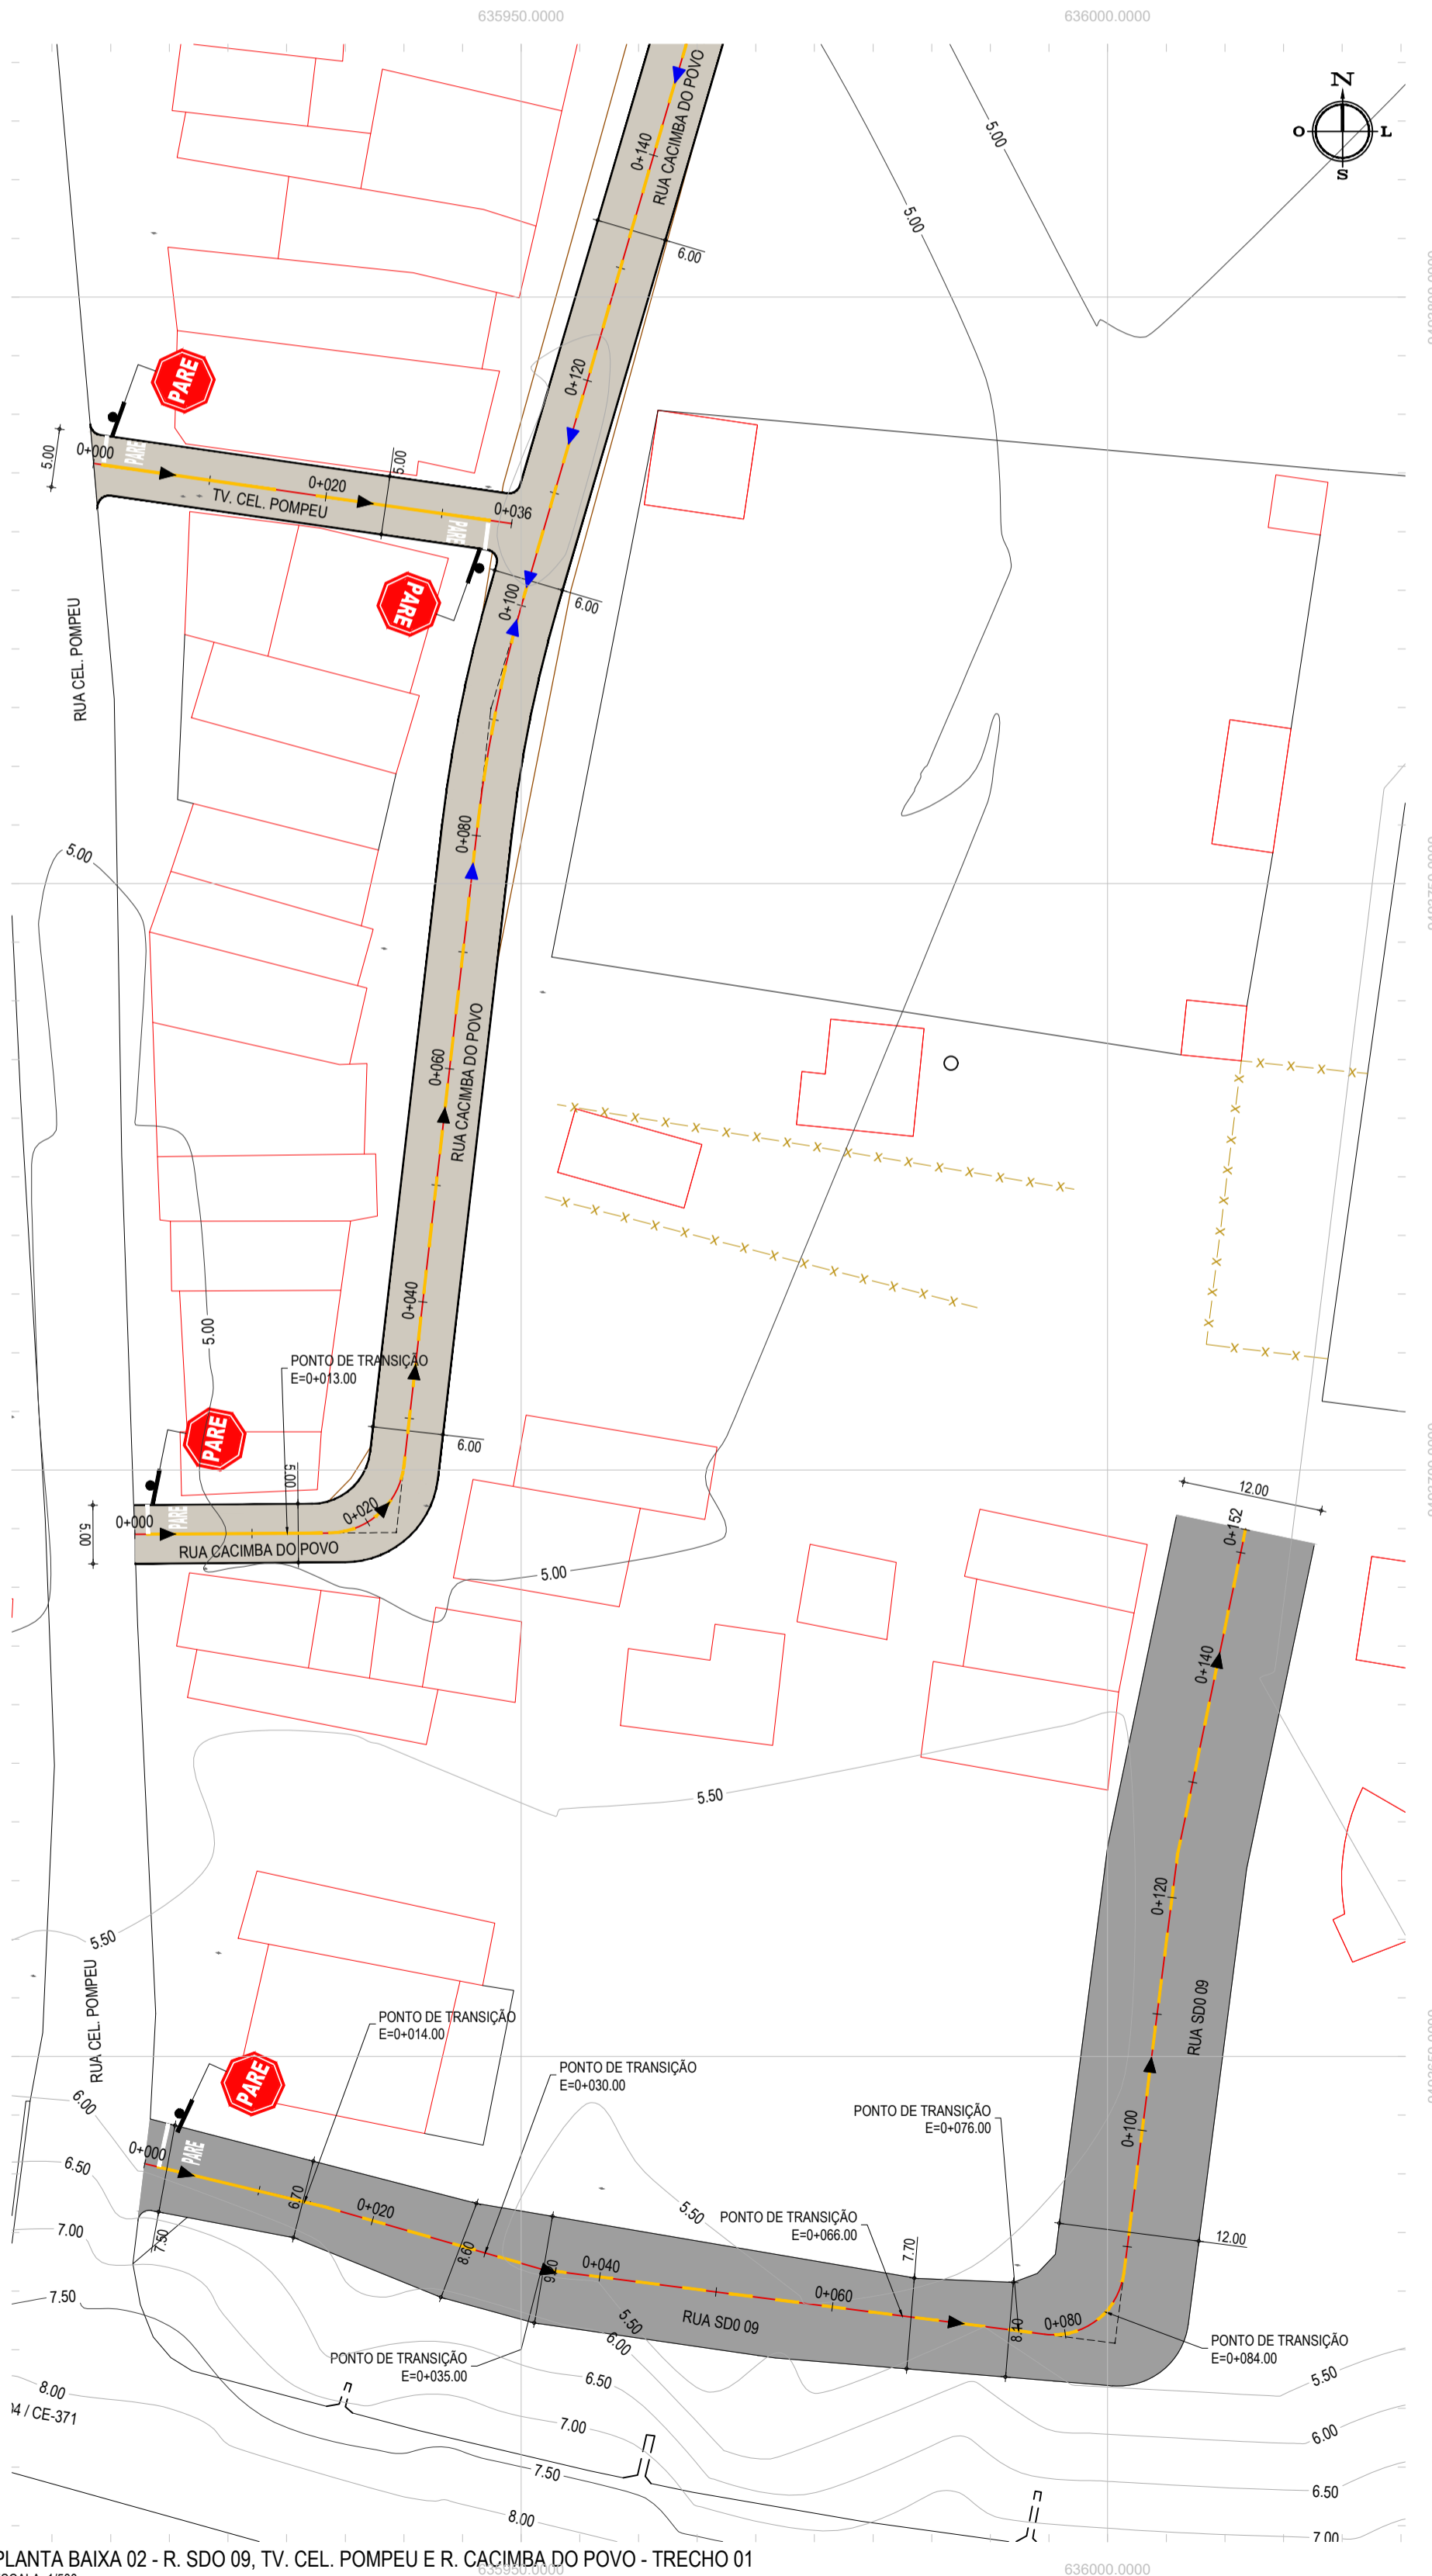 635950.0000
636000.0000
N
O
L
S
RUA CACIMBA DO POVO
0+140
5.00
5.00
6.00
0+120
PARE
5.00
0+000
PARE
0+020
TV. CEL. POMPEU
5.00
0+036
PARE
PARE
0+100
6.00
RUA CEL. POMPEU
0+080
5.00
0+060
RUA CACIMBA DO POVO
0+040
5.00
PONTO DE TRANSIÇÃO
E=0+013.00
PARE
6.00
5.00
5.00
0+000
PARE
0+020
RUA CACIMBA DO POVO
5.00
12.00
0+152
0+140
5.50
0+120
5.50
RUA CEL. POMPEU
RUA SD0 09
PONTO DE TRANSIÇÃO
E=0+014.00
PONTO DE TRANSIÇÃO
E=0+030.00
PARE
6.00
PONTO DE TRANSIÇÃO
E=0+076.00
0+100
0+000
PARE
6.50
6.70
0+020
5.50
PONTO DE TRANSIÇÃO
E=0+066.00
7.00
7.50
8.60
0+040
7.70
12.00
7.50
0+060
RUA SD0 09
0+080
5.50
6.00
PONTO DE TRANSIÇÃO
E=0+035.00
PONTO DE TRANSIÇÃO
E=0+084.00
5.50
6.50
8.00
/ CE-371
7.00
6.00
7.50
6.50
8.00
7.00
PLANTA BAIXA 02 - R. SDO 09, TV. CEL. POMPEU E R. CACIMBA DO POVO - TRECHO 01
635950.0000
636000.0000